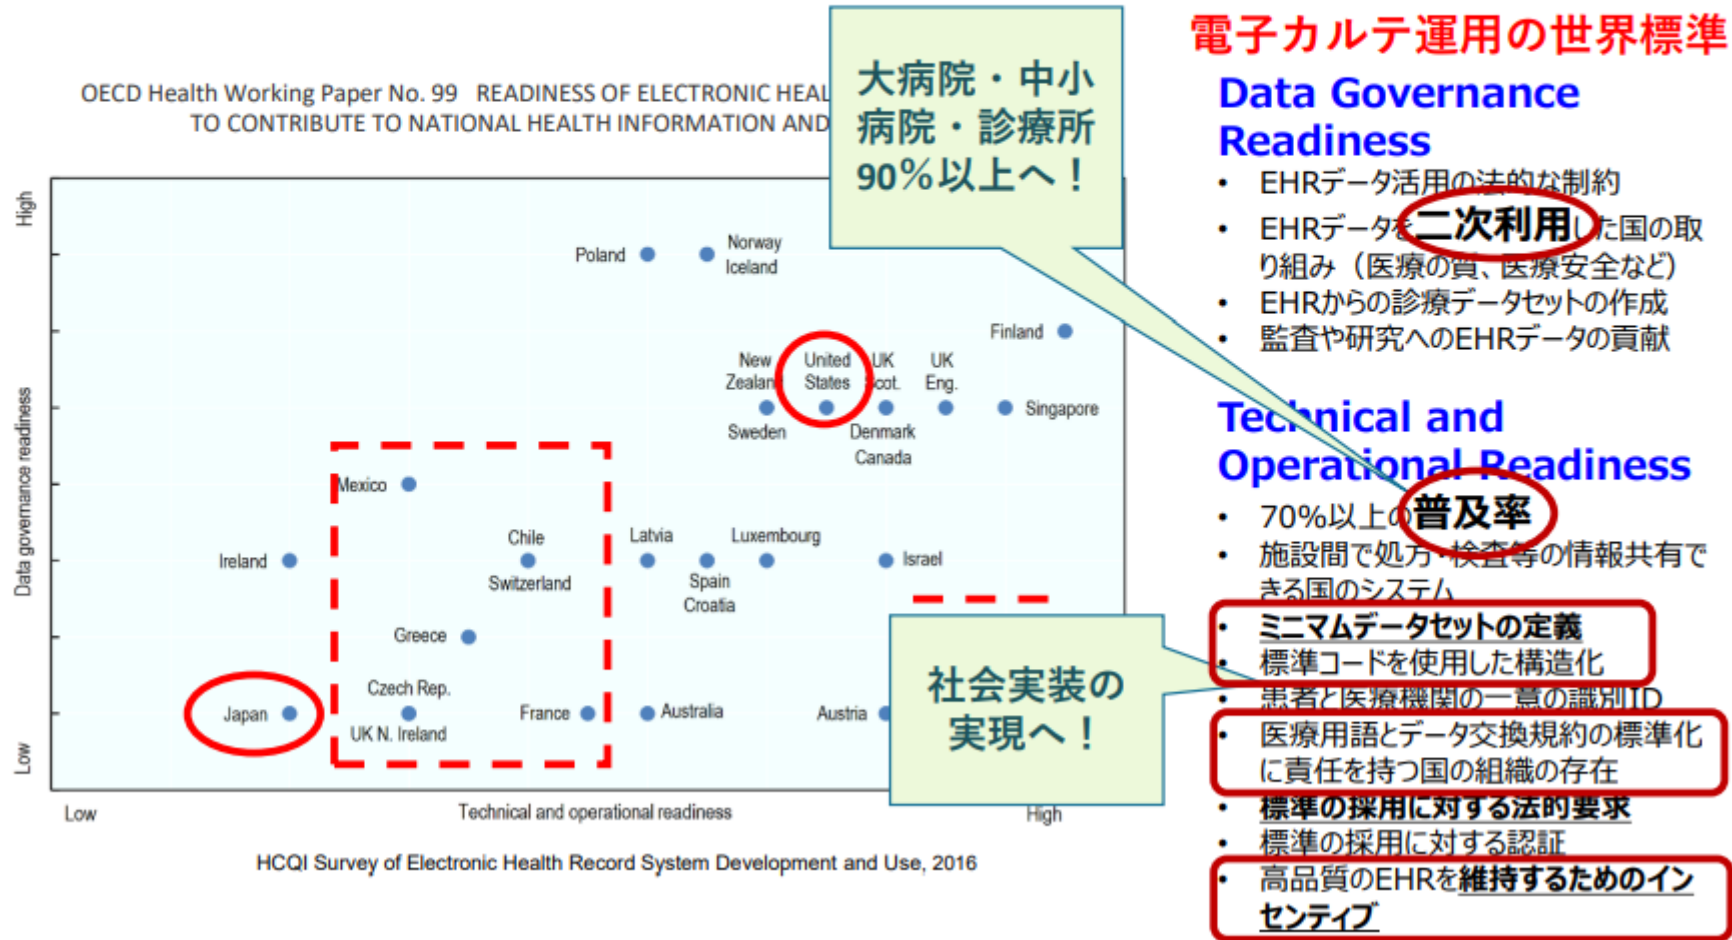 電子カルテ運用の世界標準
OECD Health Working Paper No. 99 READINESS OF ELECTRONIC HEAL
TO CONTRIBUTE TO NATIONAL HEALTH INFORMATION AND
大病院・中小
病院・診療所
90%以上へ！
High
Data governance readiness
Low
Poland
Norway
Iceland
Finland
New
Zealand
United
States
UK
Scot.
UK
Eng.
Singapore
Sweden
Denmark
Canada
Mexico
Ireland
Chile
Switzerland
Latvia
Spain
Croatia
Luxembourg
Israel
Greece
Czech Rep.
UK N. Ireland
Japan
France
Australia
Austria
社会実装の
実現へ！
Low
Technical and operational readiness
High
HCQI Survey of Electronic Health Record System Development and Use, 2016
Data Governance
Readiness
• EHRデータ活用の法的な制約
• EHRデータを二次利用した国の取
り組み（医療の質、医療安全など）
• EHRからの診療データセットの作成
• 監査や研究へのEHRデータの貢献
Technical and
Operational Readiness
• 70%以上の普及率
• 施設間で処方・検査等の情報共有で
きる国のシステム
• ミニマムデータセットの定義
• 標準コードを使用した構造化
• 患者と医療機関の一意の識別ID
• 医療用語とデータ交換規約の標準化
に責任を持つ国の組織の存在
• 標準の採用に対する法的要求
• 標準の採用に対する認証
• 高品質のEHRを維持するためのイン
センティブ